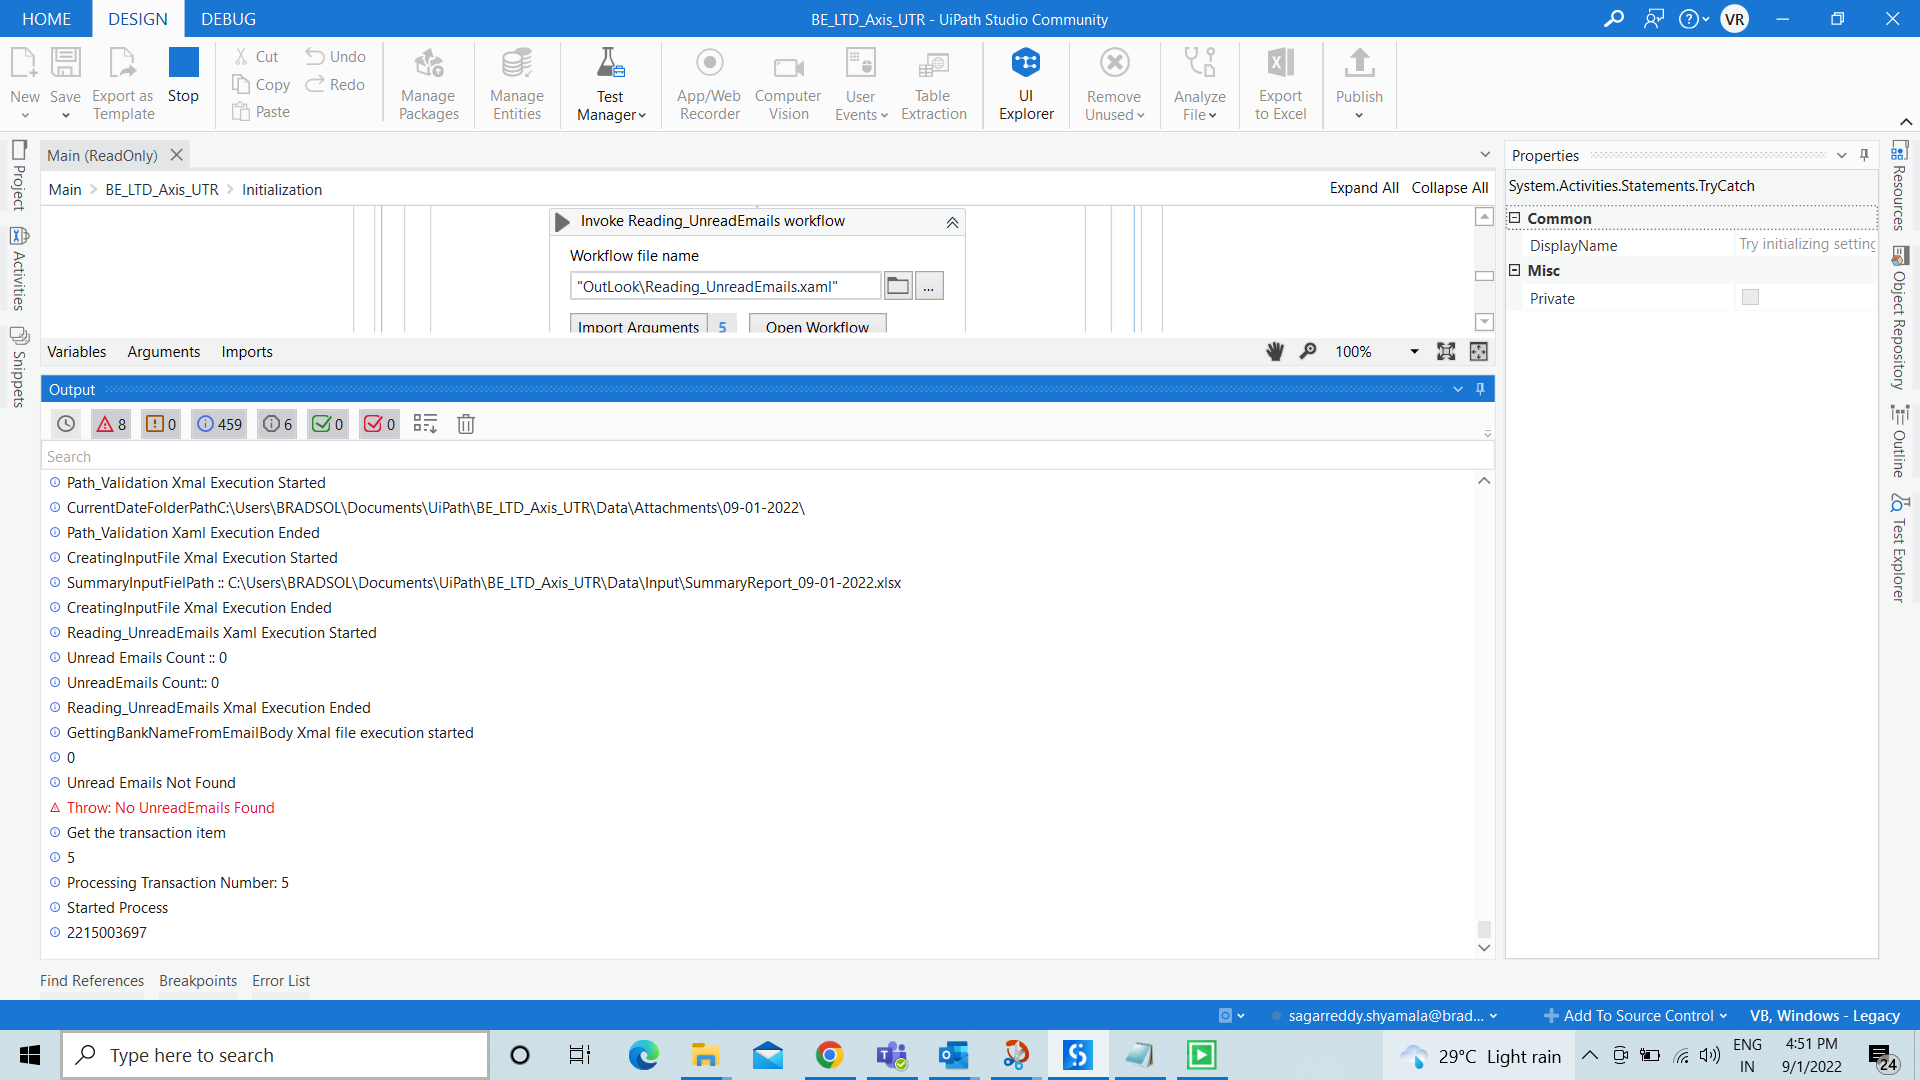 HOME DESIGN DEBUG BE_LTD_Axis_UTR - UiPath Studio Community VR
New Save Export as Template Stop Cut Copy Paste Undo Redo Manage Packages Manage Entities Test Manager App/Web Recorder Computer Vision User Events Table Extraction UI Explorer Remove Unused Analyze File Export to Excel Publish
Main (ReadOnly)
Main BE_LTD_Axis_UTR Initialization Expand All Collapse All
Invoke Reading_UnreadEmails workflow
Workflow file name
"OutLook\Reading_UnreadEmails.xaml" ...
Import Arguments 5 Open Workflow
Variables Arguments Imports 100%
Output
8 0 459 6 0 0
Search
Path_Validation Xmal Execution Started
CurrentDateFolderPathC:\Users\BRADSOL\Documents\UiPath\BE_LTD_Axis_UTR\Data\Attachments\09-01-2022\
Path_Validation Xaml Execution Ended
CreatingInputFile Xmal Execution Started
SummaryInputFielPath :: C:\Users\BRADSOL\Documents\UiPath\BE_LTD_Axis_UTR\Data\Input\SummaryReport_09-01-2022.xlsx
CreatingInputFile Xmal Execution Ended
Reading_UnreadEmails Xaml Execution Started
Unread Emails Count :: 0
UnreadEmails Count:: 0
Reading_UnreadEmails Xmal Execution Ended
GettingBankNameFromEmailBody Xmal file execution started
0
Unread Emails Not Found
Throw: No UnreadEmails Found
Get the transaction item
5
Processing Transaction Number: 5
Started Process
2215003697
Find References Breakpoints Error List
Project
Activities
Snippets
Properties
System.Activities.Statements.TryCatch
Common
DisplayName Try initializing setting
Misc
Private
Resources
Object Repository
Outline
Test Explorer
sagarreddy.shyamala@brad... Add To Source Control VB, Windows - Legacy
Type here to search 29°C Light rain ENG IN 4:51 PM 9/1/2022 24